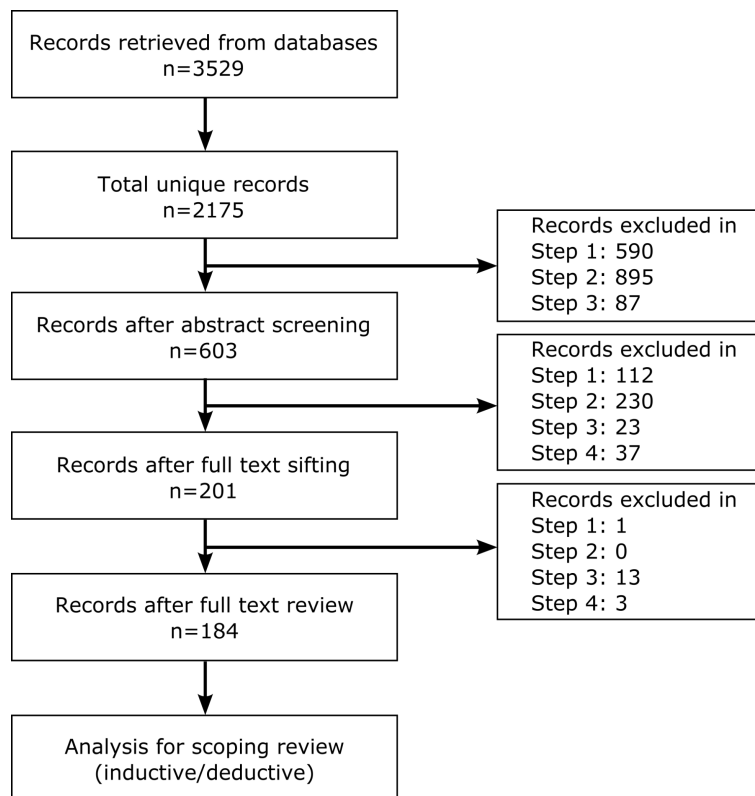 Records retrieved from databases
n=3529
Total unique records
n=2175
Records excluded in
Step 1: 590
Step 2: 895
Step 3: 87
Records after abstract screening
n=603
Records excluded in
Step 1: 112
Step 2: 230
Step 3: 23
Step 4: 37
Records after full text sifting
n=201
Records excluded in
Step 1: 1
Step 2: 0
Step 3: 13
Step 4: 3
Records after full text review
n=184
Analysis for scoping review
(inductive/deductive)